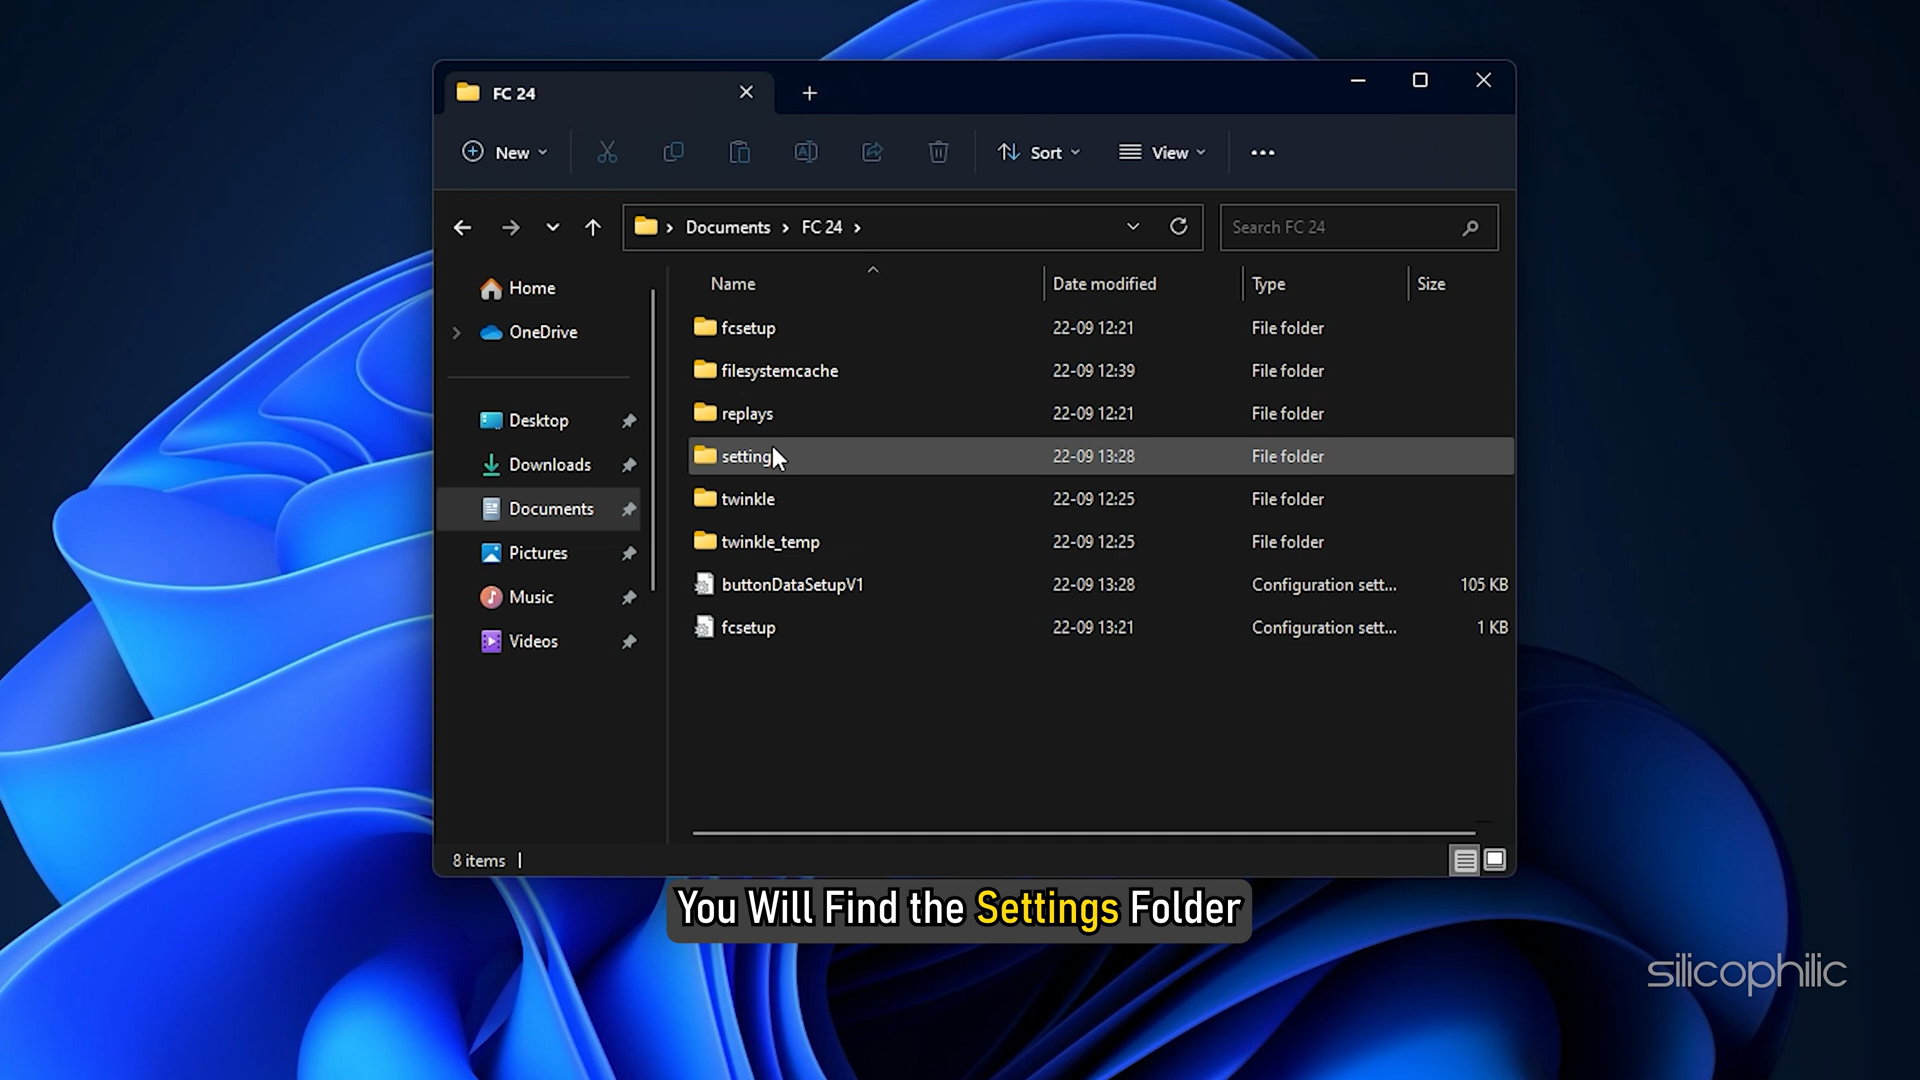 FC 24
New
Sort
View
Documents
FC 24
Search FC 24
Home
OneDrive
Desktop
Downloads
Documents
Pictures
Music
Videos
Name Date modified Type Size
fcsetup 22-09 12:21 File folder
filesystemcache 22-09 12:39 File folder
replays 22-09 12:21 File folder
setting 22-09 13:28 File folder
twinkle 22-09 12:25 File folder
twinkle_temp 22-09 12:25 File folder
buttonDataSetupV1 22-09 13:28 Configuration sett... 105 KB
fcsetup 22-09 13:21 Configuration sett... 1 KB
8 items
You Will Find the Settings Folder
silicophilic